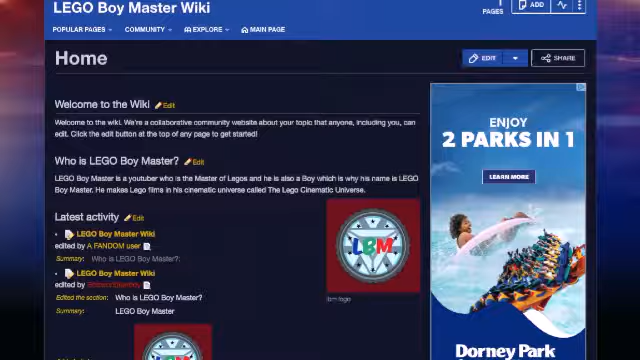 LEGO Boy Master Wiki
PAGES
ADD
POPULAR PAGES
COMMUNITY
EXPLORE
MAIN PAGE
Home
EDIT
SHARE
Welcome to the Wiki Edit
Welcome to the wiki. We're a collaborative community website about your topic that anyone, including you, can
edit. Click the edit button at the top of any page to get started!
Who is LEGO Boy Master? Edit
LEGO Boy Master is a youtuber who is the Master of Legos and he is also a Boy which is why his name is LEGO
Boy Master. He makes Lego films in his cinematic universe called The Lego Cinematic Universe.
Latest activity Edit
LEGO Boy Master Wiki
edited by A FANDOM user
Summary: Who is LEGO Boy Master?:
LEGO Boy Master Wiki
edited by
Edited the section: Who is LEGO Boy Master?
Summary: LEGO Boy Master
LBM
lbm logo
LBM
ENJOY
2 PARKS IN 1
LEARN MORE
Dorney Park